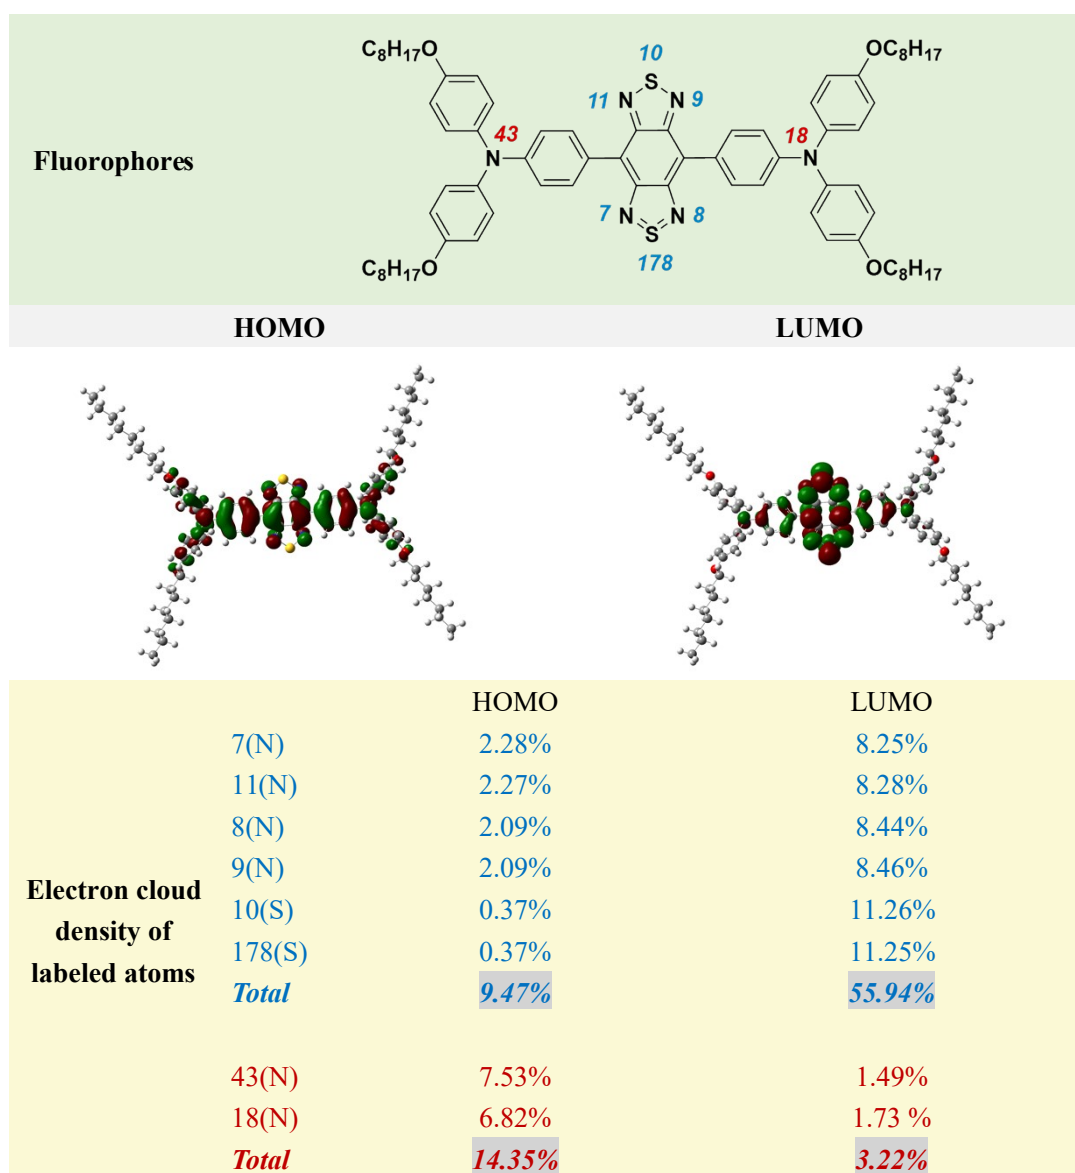 C8H17O
OC8H17
10
S
11 N
N 9
43
18
N
N
Fluorophores
7 N
N 8
S
178
C8H17O
OC8H17
HOMO LUMO
HOMO LUMO
7(N) 2.28% 8.25%
11(N) 2.27% 8.28%
8(N) 2.09% 8.44%
9(N) 2.09% 8.46%
Electron cloud
density of
labeled atoms
10(S) 0.37% 11.26%
178(S) 0.37% 11.25%
Total 9.47% 55.94%
43(N) 7.53% 1.49%
18(N) 6.82% 1.73 %
Total 14.35% 3.22%